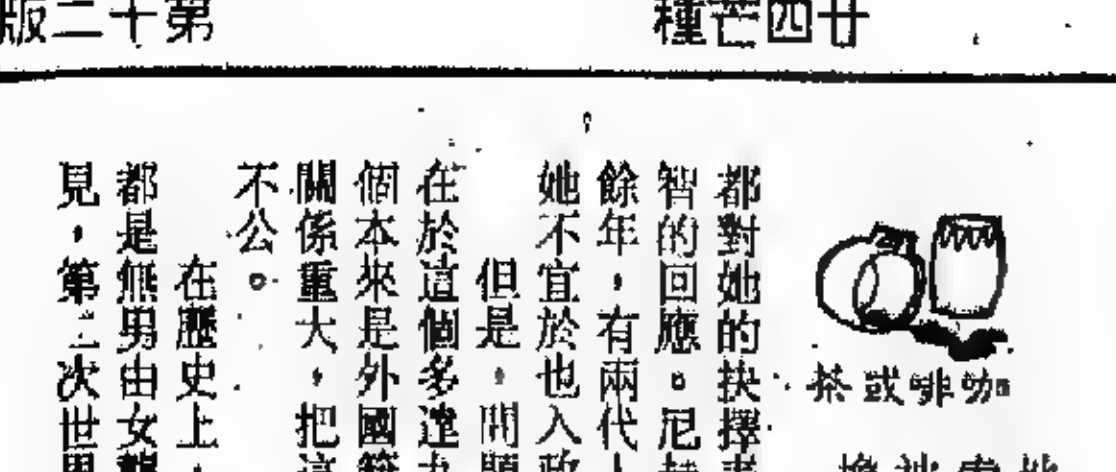 廿四芒種
第十二版
咖啡或茶
都對她的抉擇
智的回應。尼
餘年，有兩代
她不宜於也入政
但是，問題
在於這個多達
個本來是外國籍
關係重大，把這
不公。
在歷史上，
都是無男由女
見，第二次世界